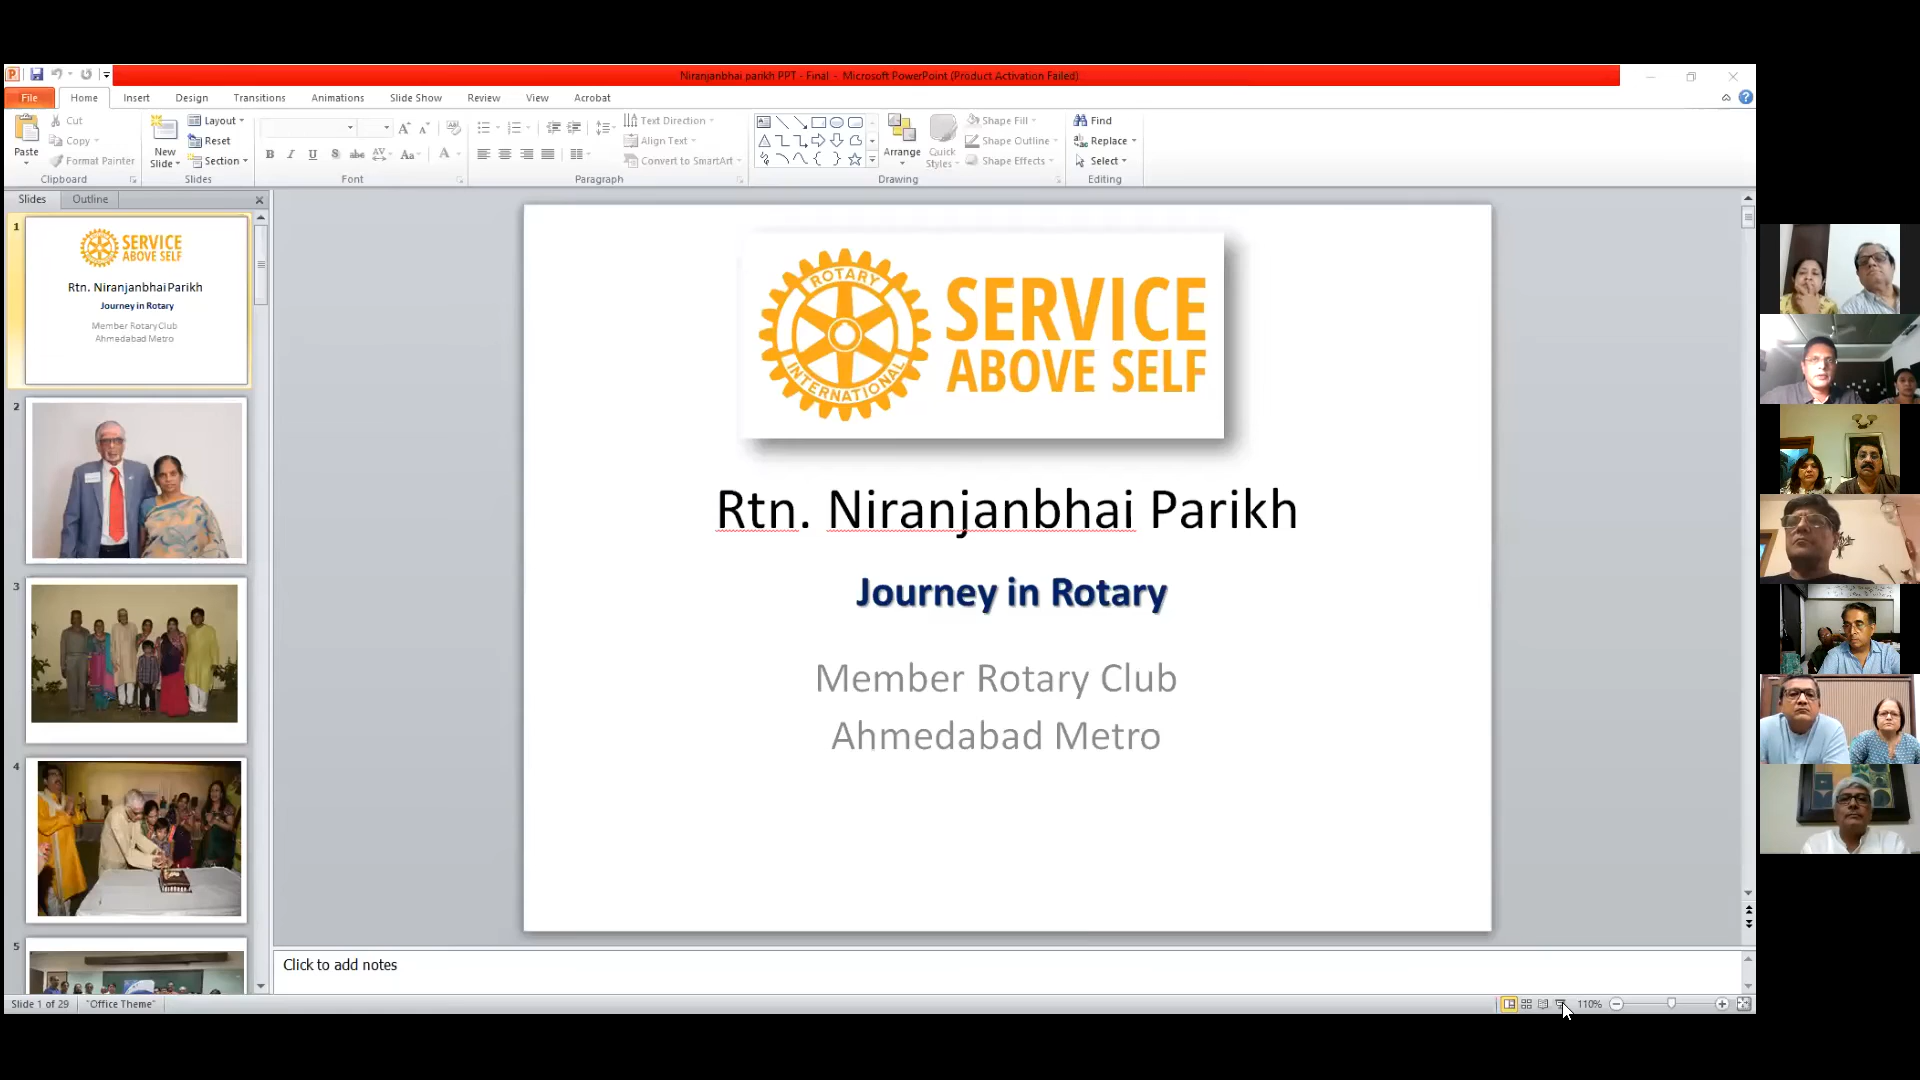 Niranjanbhai parikh PPT - Final - Microsoft PowerPoint (Product Activation Failed)
File Home Insert Design Transitions Animations Slide Show Review View Acrobat
Paste
Cut
Copy
Format Painter
Clipboard
New
Slide
Layout
Reset
Section
Slides
Font
Text Direction
Align Text
Convert to SmartArt
Paragraph
Arrange
Quick
Styles
Shape Fill
Shape Outline
Shape Effects
Drawing
Find
Replace
Select
Editing
Slides Outline
1
SERVICE
ABOVE SELF
Rtn. Niranjanbhai Parikh
Journey in Rotary
Member Rotary Club
Ahmedabad Metro
2
3
4
5
ROTARY
INTERNATIONAL
SERVICE
ABOVE SELF
Rtn. Niranjanbhai Parikh
Journey in Rotary
Member Rotary Club
Ahmedabad Metro
Click to add notes
Slide 1 of 29 "Office Theme" 110%